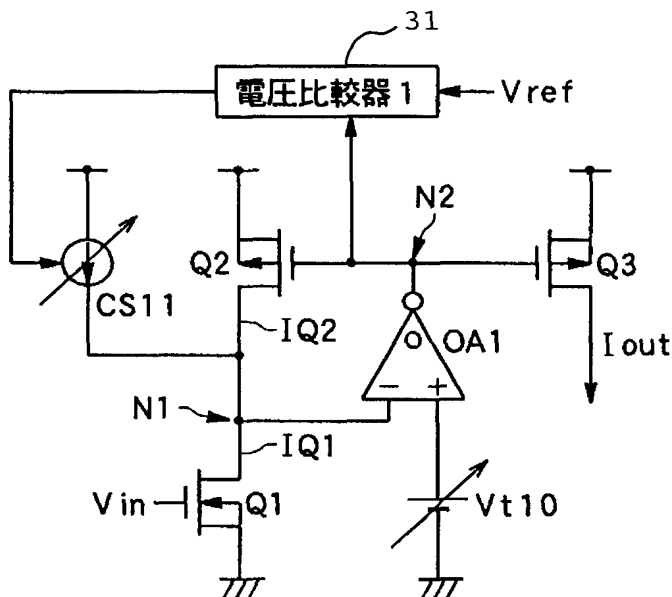 31
電圧比較器1
Vref
N2
Q2
Q3
CS11
IQ2
O
OA1
Iout
N1
− +
IQ1
Vin
Q1
Vt10